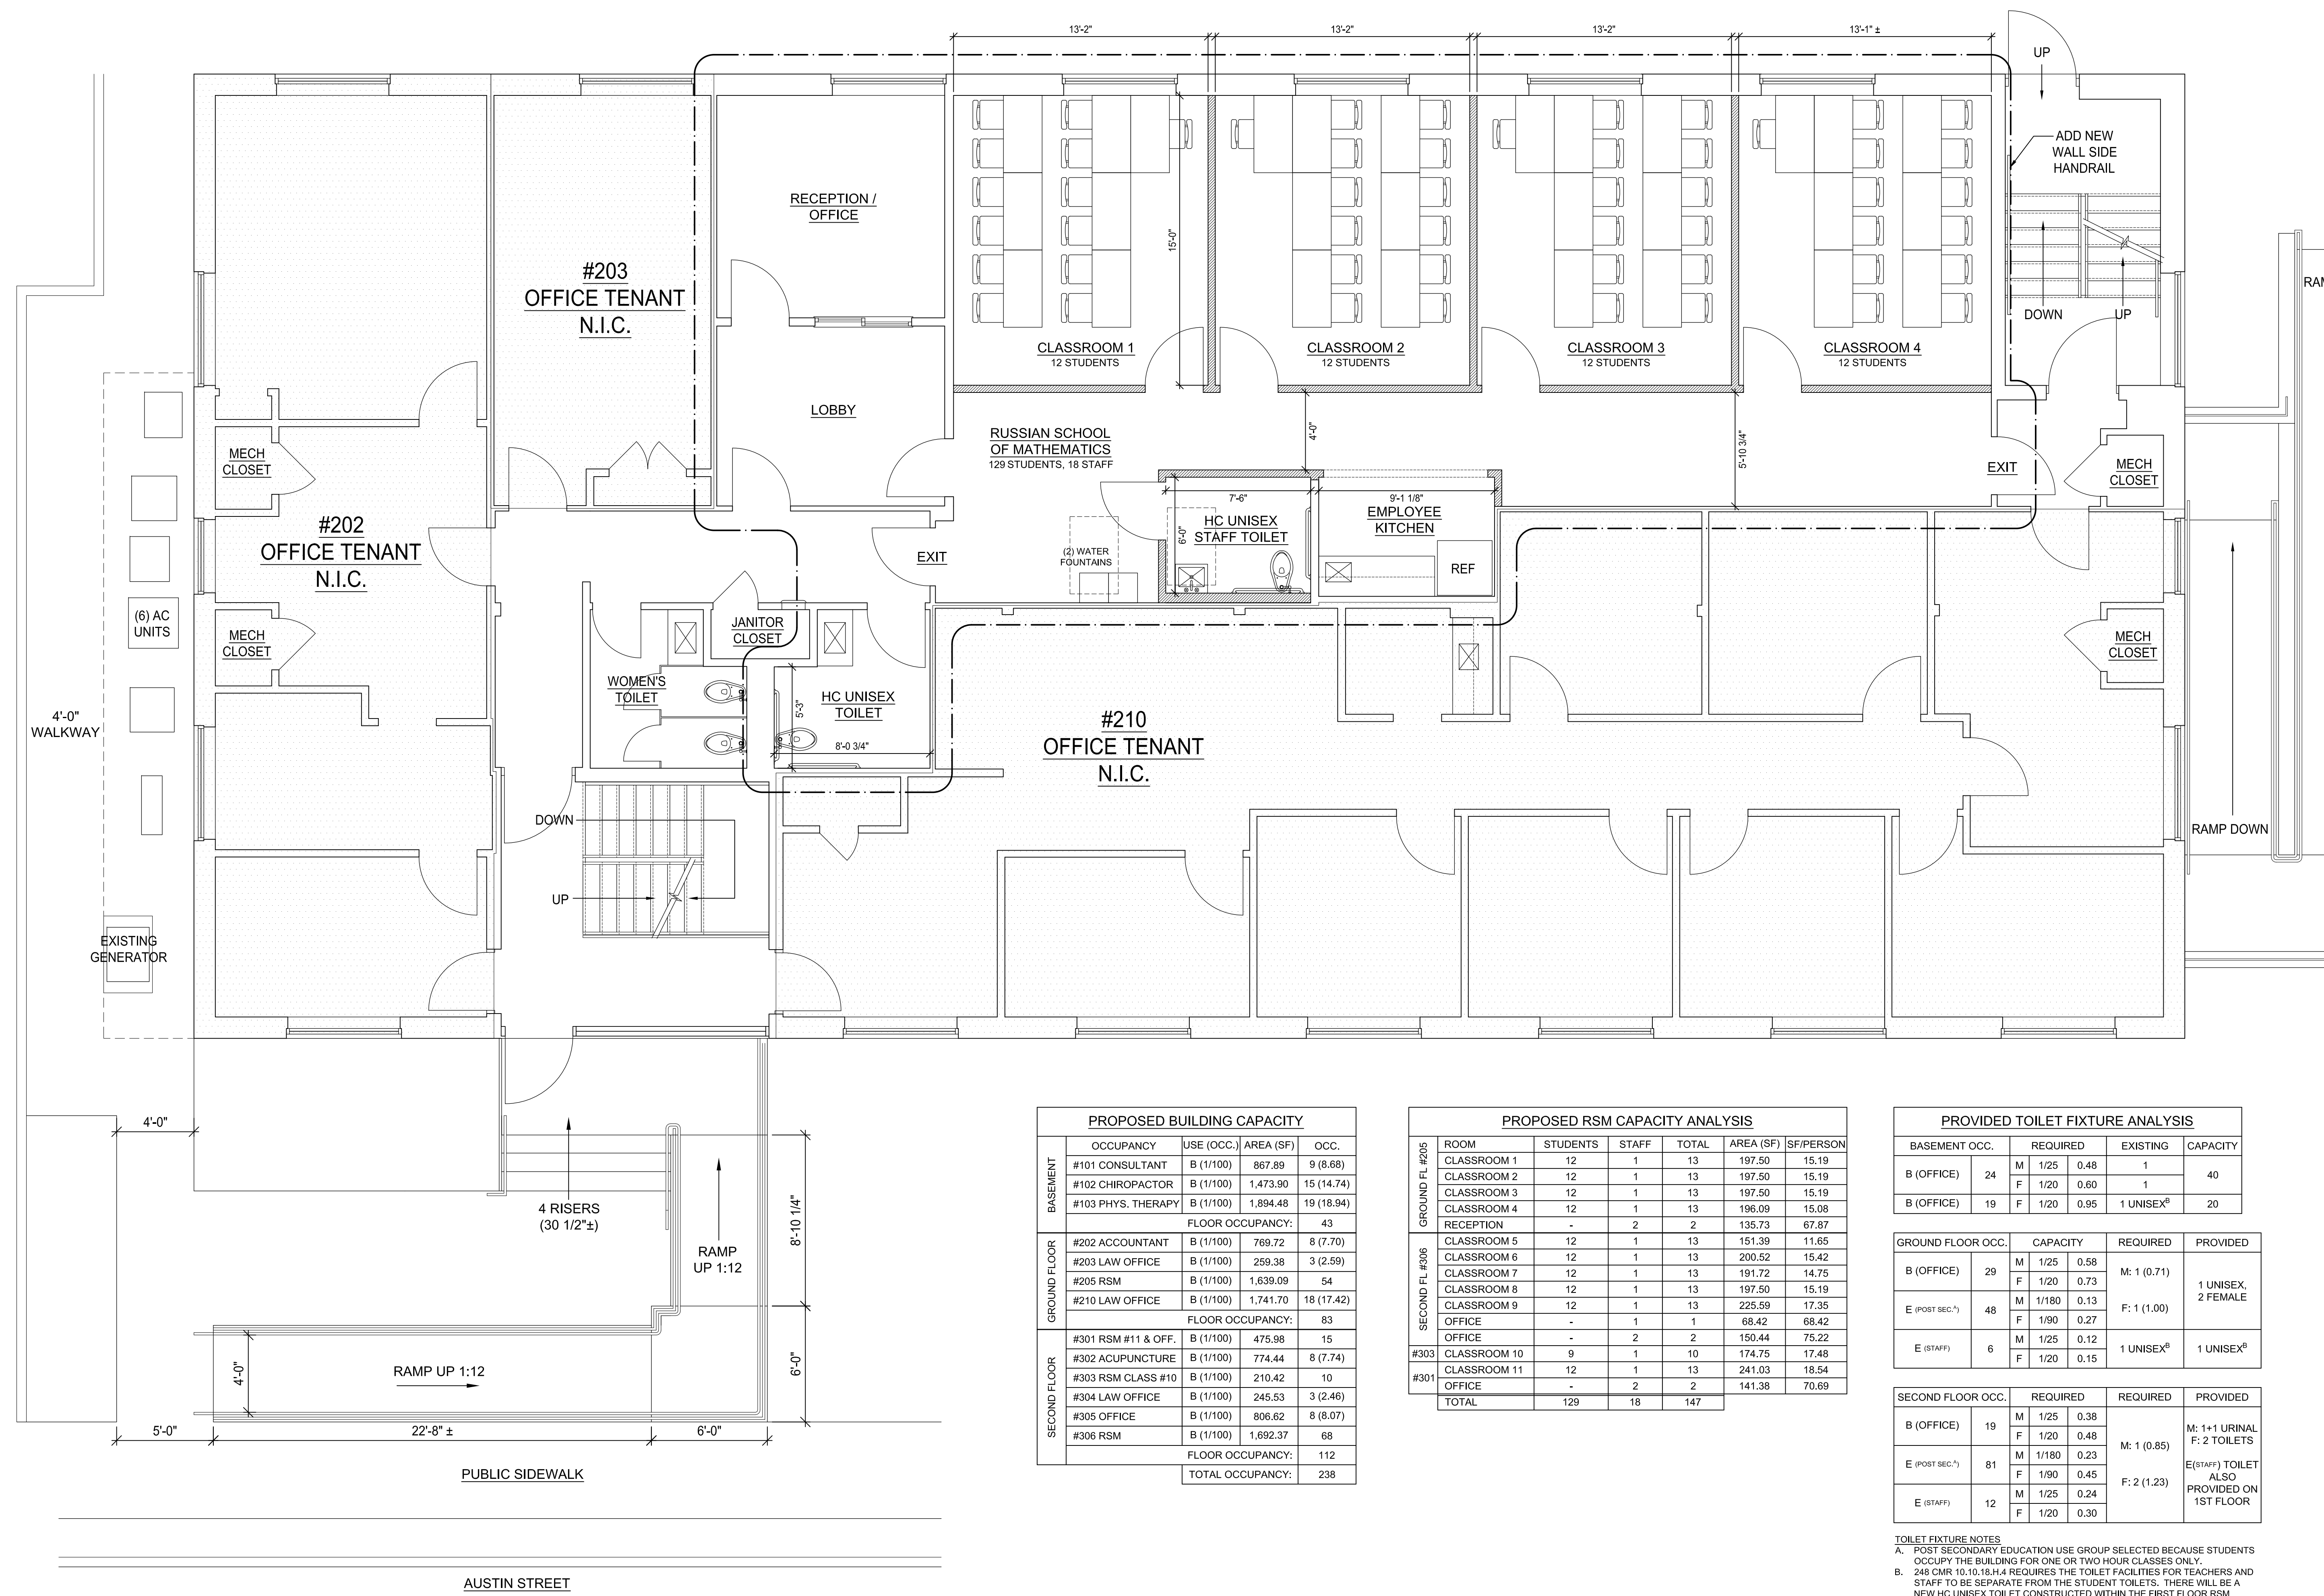 13'-2"
13'-2"
13'-2"
13'-1" ±
UP
ADD NEW
WALL SIDE
HANDRAIL
RECEPTION /
OFFICE
15'-0"
#203
OFFICE TENANT
N.I.C.
DOWN
UP
CLASSROOM 1
12 STUDENTS
CLASSROOM 2
12 STUDENTS
CLASSROOM 3
12 STUDENTS
CLASSROOM 4
12 STUDENTS
LOBBY
RUSSIAN SCHOOL
OF MATHEMATICS
129 STUDENTS, 18 STAFF
4'-0"
5'-10 3/4"
EXIT
MECH
CLOSET
MECH
CLOSET
7'-6"
9'-1 1/8"
#202
OFFICE TENANT
N.I.C.
HC UNISEX
STAFF TOILET
6'-0"
EMPLOYEE
KITCHEN
EXIT
(2) WATER
FOUNTAINS
REF
(6) AC
UNITS
MECH
CLOSET
JANITOR
CLOSET
MECH
CLOSET
WOMEN'S
TOILET
HC UNISEX
TOILET
5'-3"
8'-0 3/4"
4'-0"
WALKWAY
#210
OFFICE TENANT
N.I.C.
DOWN
UP
RAMP DOWN
EXISTING
GENERATOR
4'-0"
4 RISERS
(30 1/2"±)
RAMP
UP 1:12
8'-10 1/4"
6'-0"
4'-0"
RAMP UP 1:12
5'-0"
22'-8" ±
6'-0"
PUBLIC SIDEWALK
AUSTIN STREET
PROPOSED BUILDING CAPACITY
OCCUPANCY USE (OCC.) AREA (SF) OCC.
BASEMENT
#101 CONSULTANT B (1/100) 867.89 9 (8.68)
#102 CHIROPACTOR B (1/100) 1,473.90 15 (14.74)
#103 PHYS. THERAPY B (1/100) 1,894.48 19 (18.94)
FLOOR OCCUPANCY: 43
GROUND FLOOR
#202 ACCOUNTANT B (1/100) 769.72 8 (7.70)
#203 LAW OFFICE B (1/100) 259.38 3 (2.59)
#205 RSM B (1/100) 1,639.09 54
#210 LAW OFFICE B (1/100) 1,741.70 18 (17.42)
FLOOR OCCUPANCY: 83
SECOND FLOOR
#301 RSM #11 & OFF. B (1/100) 475.98 15
#302 ACUPUNCTURE B (1/100) 774.44 8 (7.74)
#303 RSM CLASS #10 B (1/100) 210.42 10
#304 LAW OFFICE B (1/100) 245.53 3 (2.46)
#305 OFFICE B (1/100) 806.62 8 (8.07)
#306 RSM B (1/100) 1,692.37 68
FLOOR OCCUPANCY: 112
TOTAL OCCUPANCY: 238
PROPOSED RSM CAPACITY ANALYSIS
ROOM STUDENTS STAFF TOTAL AREA (SF) SF/PERSON
GROUND FL #205
CLASSROOM 1 12 1 13 197.50 15.19
CLASSROOM 2 12 1 13 197.50 15.19
CLASSROOM 3 12 1 13 197.50 15.19
CLASSROOM 4 12 1 13 196.09 15.08
RECEPTION - 2 2 135.73 67.87
SECOND FL #306
CLASSROOM 5 12 1 13 151.39 11.65
CLASSROOM 6 12 1 13 200.52 15.42
CLASSROOM 7 12 1 13 191.72 14.75
CLASSROOM 8 12 1 13 197.50 15.19
CLASSROOM 9 12 1 13 225.59 17.35
OFFICE - 1 1 68.42 68.42
OFFICE - 2 2 150.44 75.22
#303 CLASSROOM 10 9 1 10 174.75 17.48
#301
CLASSROOM 11 12 1 13 241.03 18.54
OFFICE - 2 2 141.38 70.69
TOTAL 129 18 147
PROVIDED TOILET FIXTURE ANALYSIS
BASEMENT OCC. REQUIRED EXISTING CAPACITY
B (OFFICE) 24 M 1/25 0.48 1 40
F 1/20 0.60 1
B (OFFICE) 19 F 1/20 0.95 1 UNISEX^B 20
GROUND FLOOR OCC. CAPACITY REQUIRED PROVIDED
B (OFFICE) 29 M 1/25 0.58
F 1/20 0.73
M: 1 (0.71)
1 UNISEX,
2 FEMALE
E (POST SEC.^A) 48 M 1/180 0.13
F 1/90 0.27
F: 1 (1.00)
E (STAFF) 6 M 1/25 0.12 1 UNISEX^B 1 UNISEX^B
F 1/20 0.15
SECOND FLOOR OCC. REQUIRED REQUIRED PROVIDED
B (OFFICE) 19 M 1/25 0.38
F 1/20 0.48
E (POST SEC.^A) 81 M 1/180 0.23
F 1/90 0.45
E (STAFF) 12 M 1/25 0.24
F 1/20 0.30
M: 1 (0.85)
F: 2 (1.23)
M: 1+1 URINAL
F: 2 TOILETS
E(STAFF) TOILET
ALSO
PROVIDED ON
1ST FLOOR
TOILET FIXTURE NOTES
A. POST SECONDARY EDUCATION USE GROUP SELECTED BECAUSE STUDENTS
OCCUPY THE BUILDING FOR ONE OR TWO HOUR CLASSES ONLY.
B. 248 CMR 10.10.18.H.4 REQUIRES THE TOILET FACILITIES FOR TEACHERS AND
STAFF TO BE SEPARATE FROM THE STUDENT TOILETS. THERE WILL BE A
NEW HC UNISEX TOILET CONSTRUCTED WITHIN THE FIRST FLOOR RSM